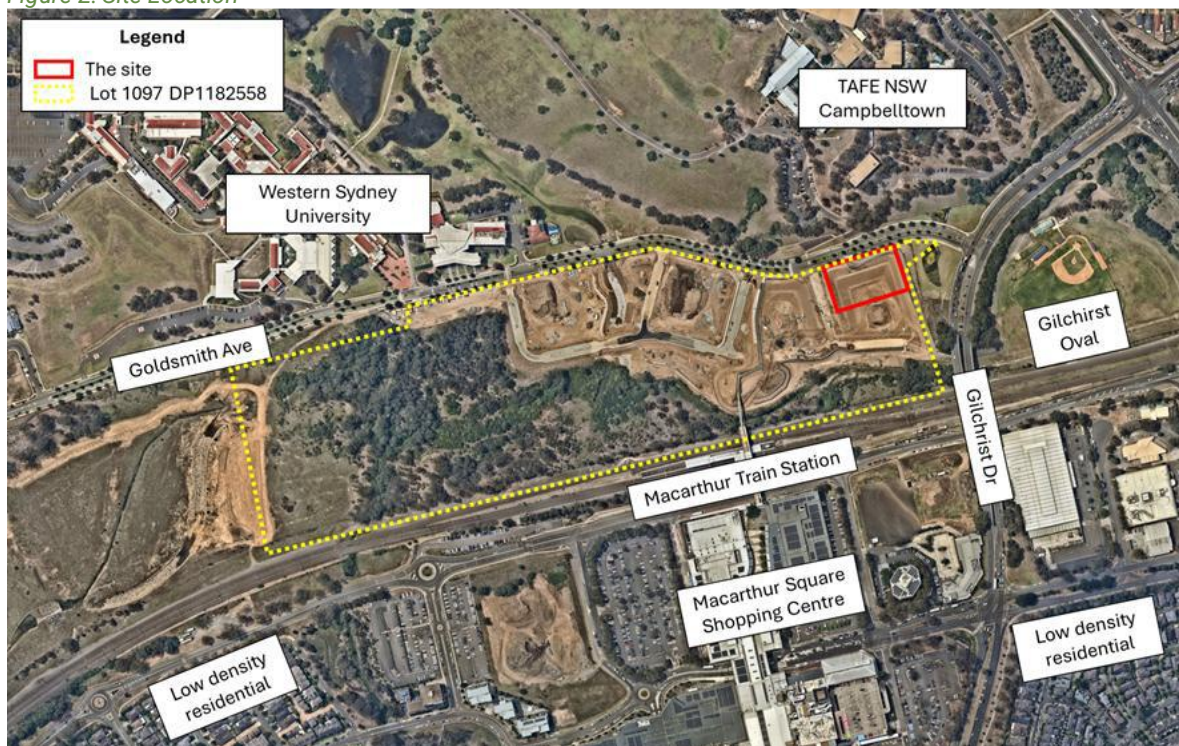 Figure 2: Site Location
Legend
The site
Lot 1097 DP1182558
TAFE NSW
Campbelltown
Western Sydney
University
Goldsmith Ave
Gilchirst
Oval
Gilchrist Dr
Macarthur Train Station
Macarthur Square
Shopping Centre
Low density
residential
Low density
residential